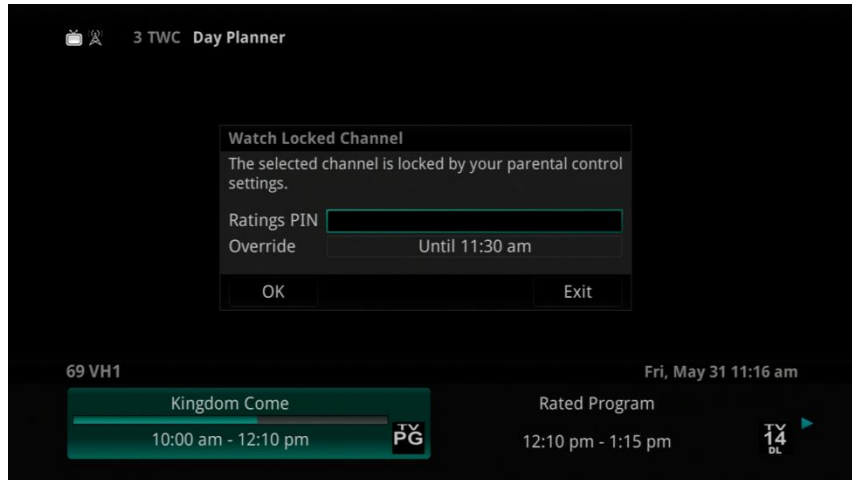 3 TWC Day Planner
Watch Locked Channel
The selected channel is locked by your parental control
settings.
Ratings PIN
Override Until 11:30 am
OK Exit
69 VH1 Fri, May 31 11:16 am
Kingdom Come Rated Program
10:00 am - 12:10 pm TV PG 12:10 pm - 1:15 pm TV 14 DL